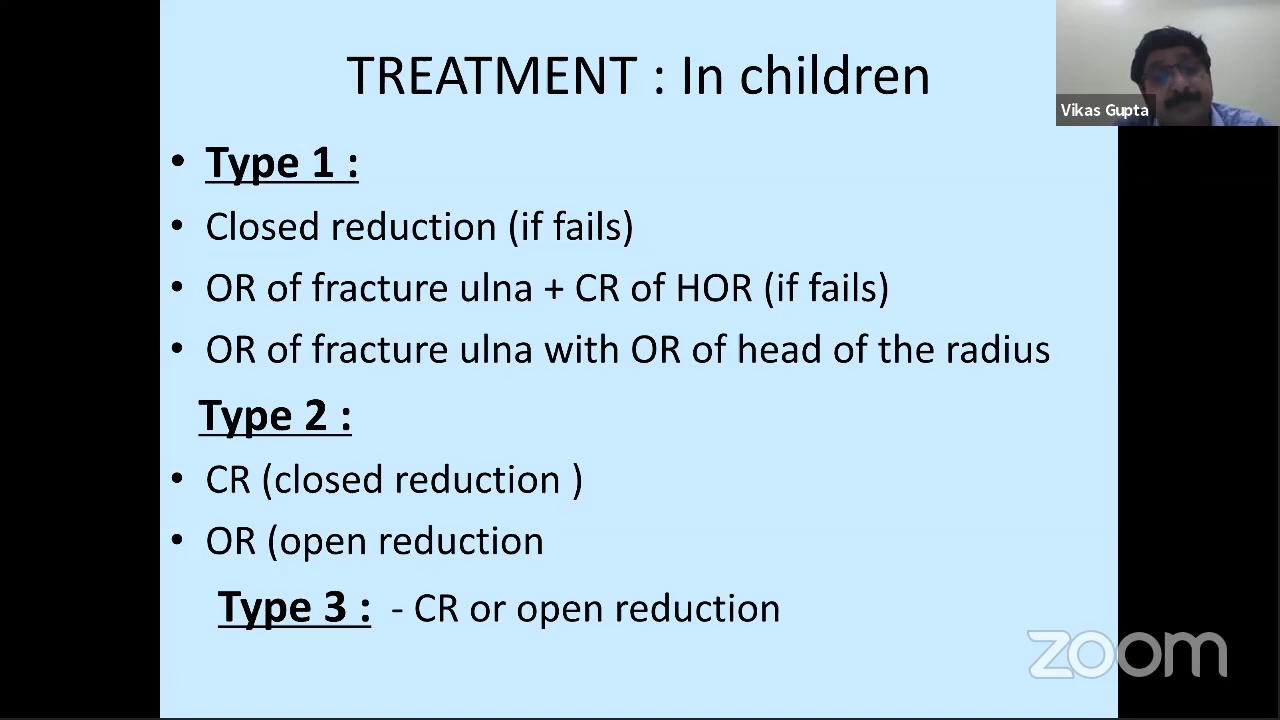 TREATMENT : In children
Vikas Gupta
• Type 1 :
• Closed reduction (if fails)
• OR of fracture ulna + CR of HOR (if fails)
• OR of fracture ulna with OR of head of the radius
Type 2 :
• CR (closed reduction )
• OR (open reduction
Type 3 : - CR or open reduction
zoom